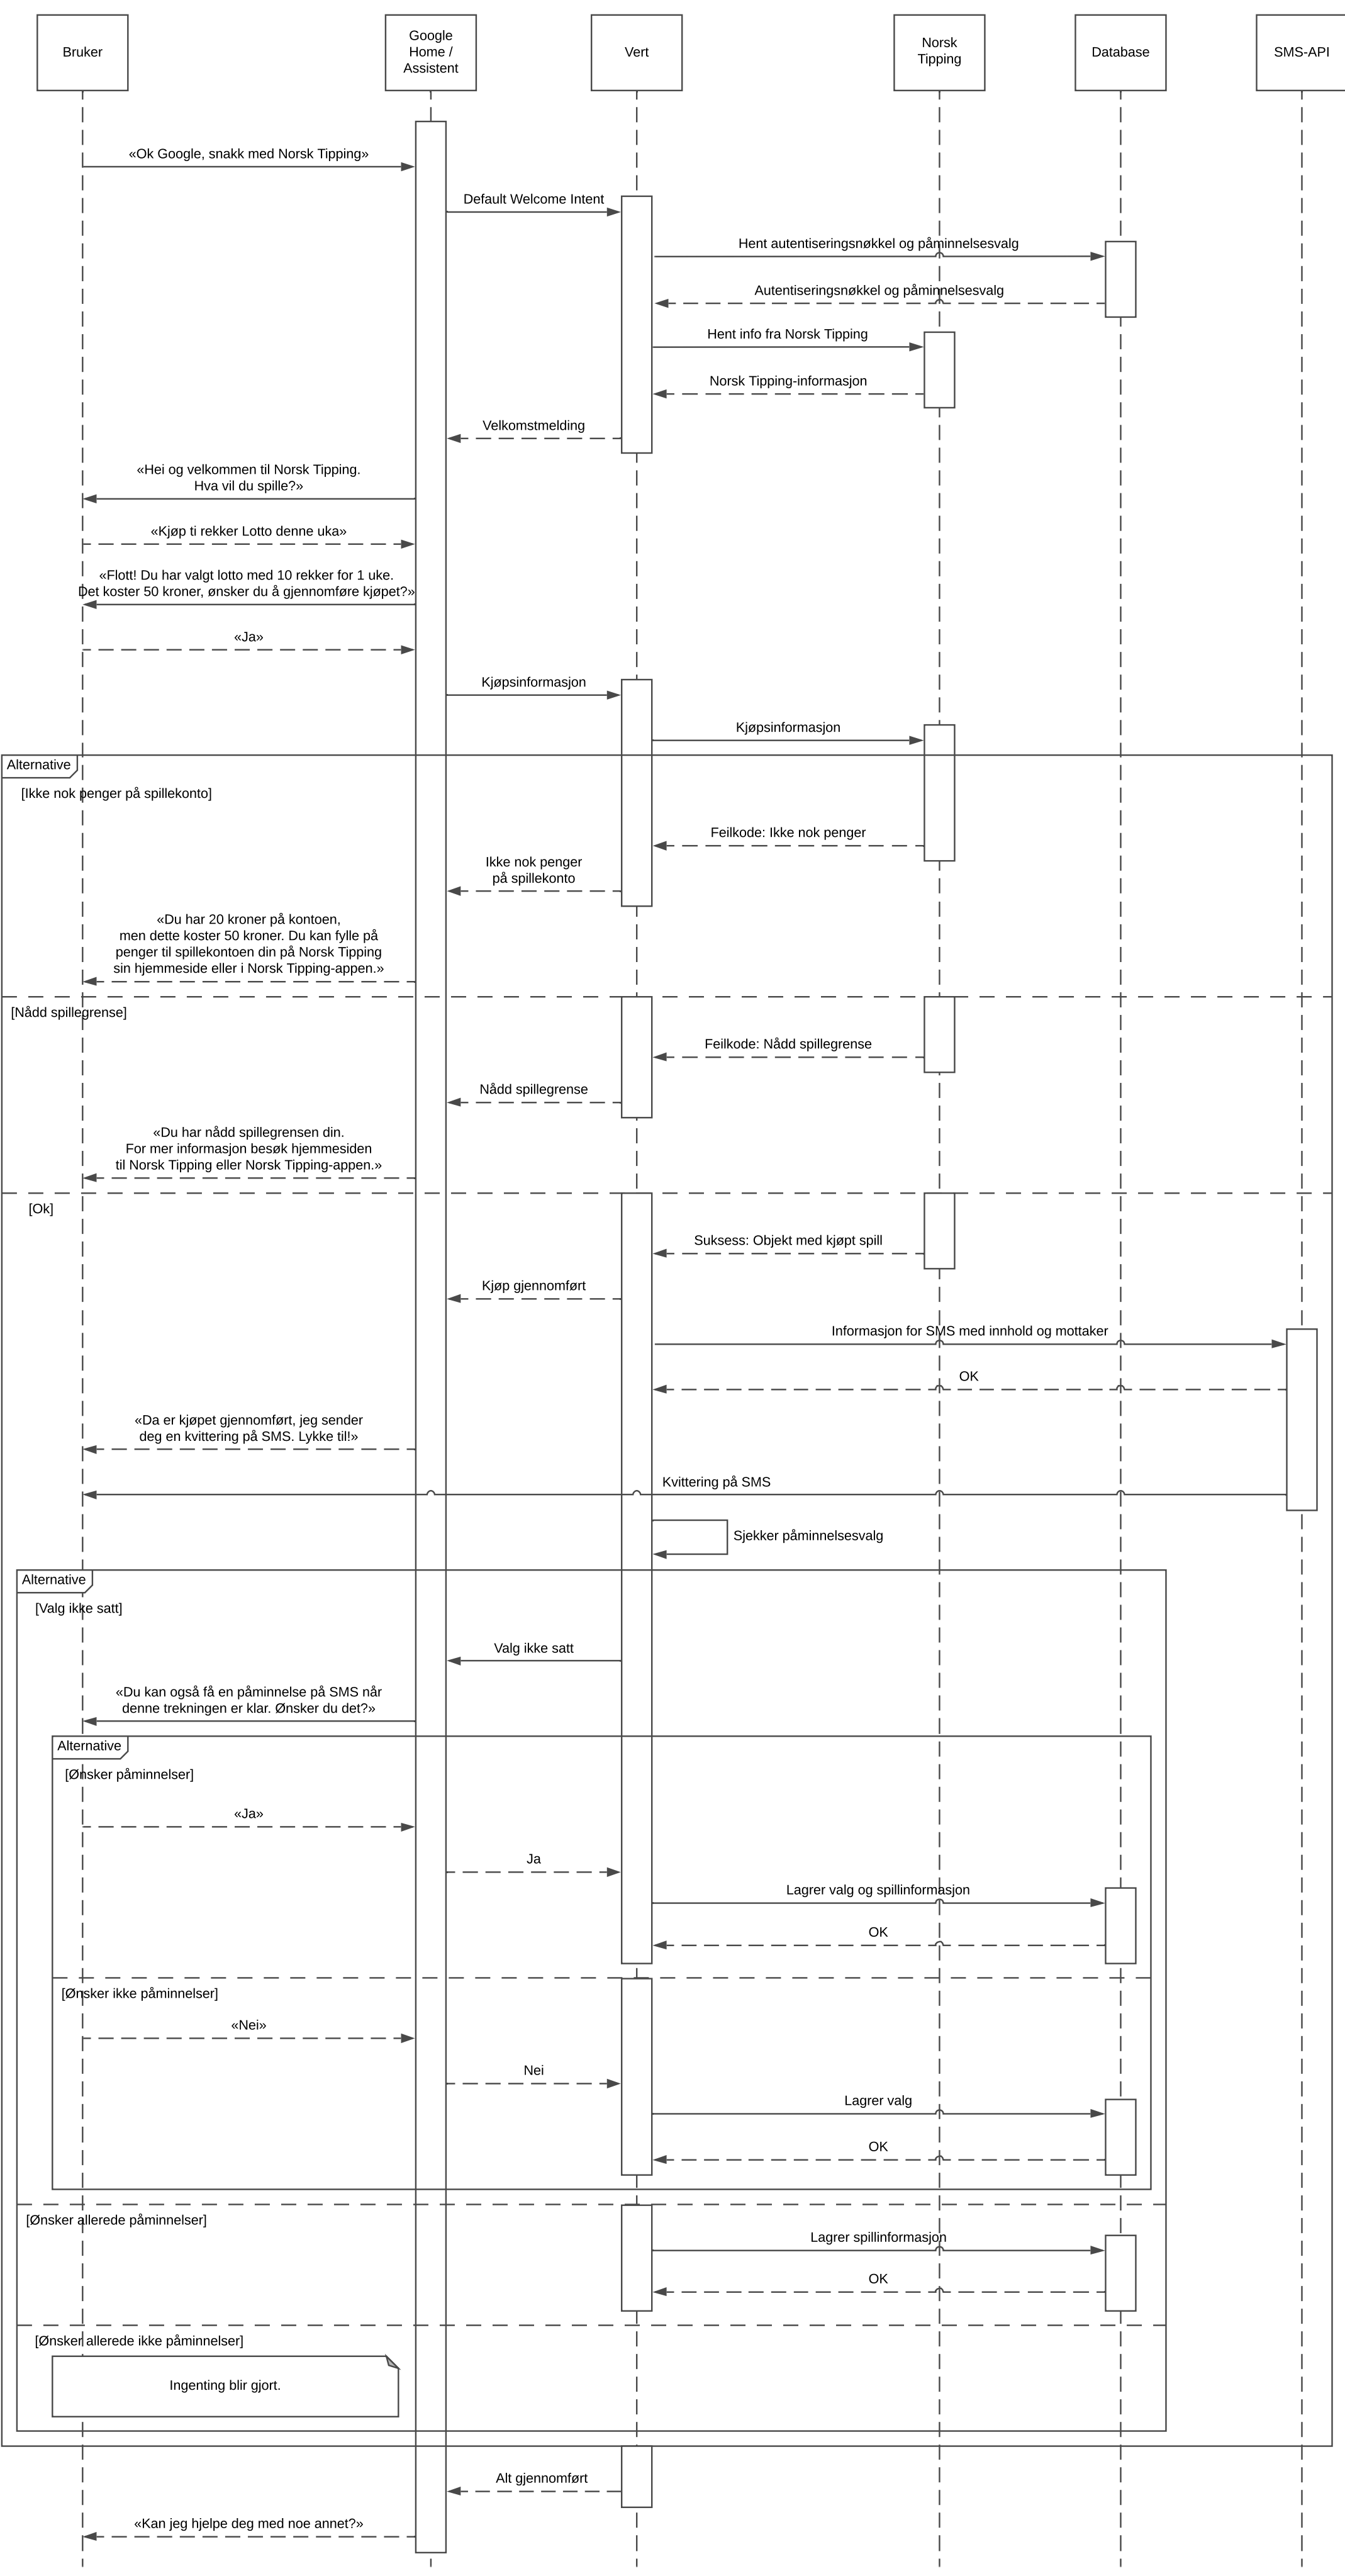 Bruker
Google
Home /
Assistent
Vert
Norsk
Tipping
Database
SMS-API
«Ok Google, snakk med Norsk Tipping»
Default Welcome Intent
Hent autentiseringsnøkkel og påminnelsesvalg
Autentiseringsnøkkel og påminnelsesvalg
Hent info fra Norsk Tipping
Norsk Tipping-informasjon
Velkomstmelding
«Hei og velkommen til Norsk Tipping.
Hva vil du spille?»
«Kjøp ti rekker Lotto denne uka»
«Flott! Du har valgt lotto med 10 rekker for 1 uke.
Det koster 50 kroner, ønsker du å gjennomføre kjøpet?»
«Ja»
Kjøpsinformasjon
Kjøpsinformasjon
Alternative
[Ikke nok penger på spillekonto]
Feilkode: Ikke nok penger
Ikke nok penger
på spillekonto
«Du har 20 kroner på kontoen,
men dette koster 50 kroner. Du kan fylle på
penger til spillekontoen din på Norsk Tipping
sin hjemmeside eller i Norsk Tipping-appen.»
[Nådd spillegrense]
Feilkode: Nådd spillegrense
Nådd spillegrense
«Du har nådd spillegrensen din.
For mer informasjon besøk hjemmesiden
til Norsk Tipping eller Norsk Tipping-appen.»
[Ok]
Suksess: Objekt med kjøpt spill
Kjøp gjennomført
Informasjon for SMS med innhold og mottaker
OK
«Da er kjøpet gjennomført, jeg sender
deg en kvittering på SMS. Lykke til!»
Kvittering på SMS
Sjekker påminnelsesvalg
Alternative
[Valg ikke satt]
Valg ikke satt
«Du kan også få en påminnelse på SMS når
denne trekningen er klar. Ønsker du det?»
Alternative
[Ønsker påminnelser]
«Ja»
Ja
Lagrer valg og spillinformasjon
OK
[Ønsker ikke påminnelser]
«Nei»
Nei
Lagrer valg
OK
[Ønsker allerede påminnelser]
Lagrer spillinformasjon
OK
[Ønsker allerede ikke påminnelser]
Ingenting blir gjort.
Alt gjennomført
«Kan jeg hjelpe deg med noe annet?»